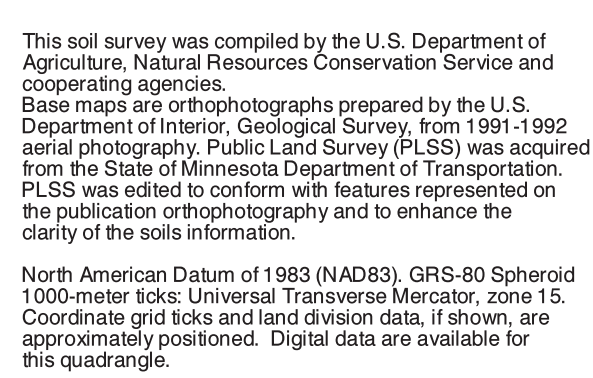 This soil survey was compiled by the U.S. Department of
Agriculture, Natural Resources Conservation Service and
cooperating agencies.
Base maps are orthophotographs prepared by the U.S.
Department of Interior, Geological Survey, from 1991-1992
aerial photography. Public Land Survey (PLSS) was acquired
from the State of Minnesota Department of Transportation.
PLSS was edited to conform with features represented on
the publication orthophotography and to enhance the
clarity of the soils information.
North American Datum of 1983 (NAD83). GRS-80 Spheroid
1000-meter ticks: Universal Transverse Mercator, zone 15.
Coordinate grid ticks and land division data, if shown, are
approximately positioned.  Digital data are available for
this quadrangle.